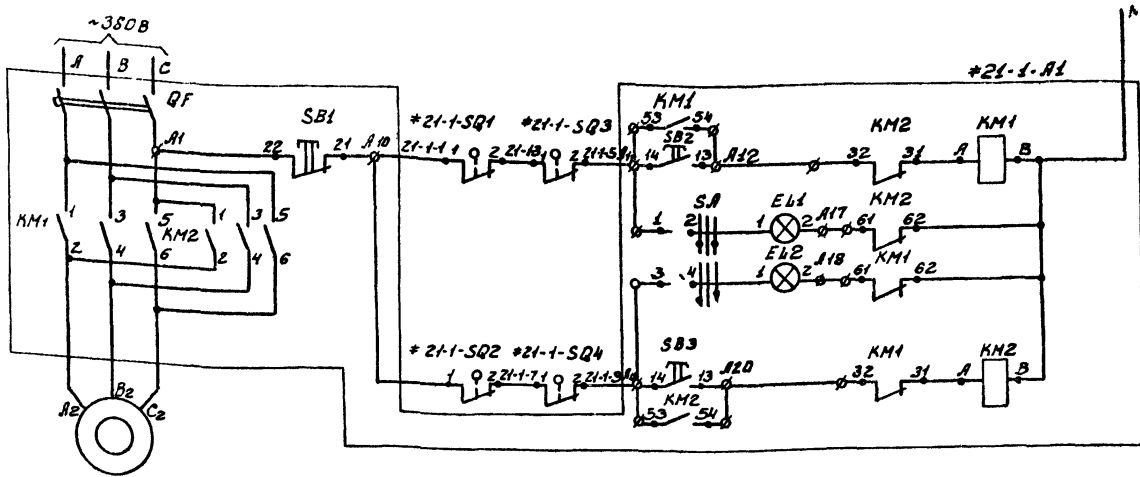 ~380В
А В С
QF
А1
SB1
22 21 А10
*21-1-SQ1 *21-1-SQ3
21-1-1 1 2 21-13 1 2 21-1-5
KM1
53 54
SB2
14 13 А12
*21-1-А1
KM2
32 31
KM1
А В
N
1 3 5 1 3 5
KM1 KM2
2 4 6 2 4 6
1 2 SA
EL1
1 2 А17
KM2
61 62
3 4
EL2
1 2 А18
KM1
61 62
*21-1-SQ2 *21-1-SQ4
1 2 21-1-7 1 2 21-1-3
SB3
14 13 А20
KM2
53 54
KM1
32 31
KM2
А В
А2 В2 С2